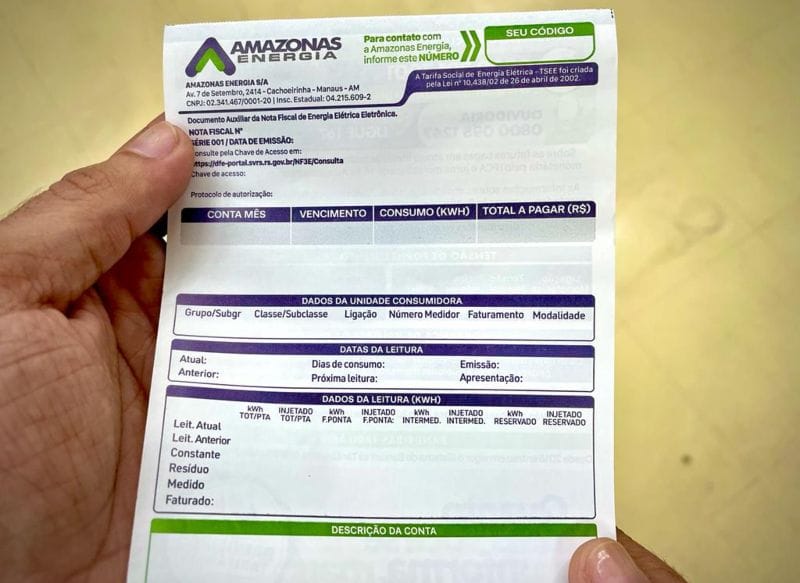 AMAZONAS
ENERGIA
Para contato com
a Amazonas Energia,
informe este NÚMERO
SEU CÓDIGO
AMAZONAS ENERGIA S/A
Av. 7 de Setembro, 2414 - Cachoeirinha - Manaus - AM
CNPJ: 02.341.467/0001-20 | Insc. Estadual: 04.215.609-2
A Tarifa Social de Energia Elétrica - TSEE foi criada
pela Lei nº 10,438/02 de 26 de abril de 2002.
Documento Auxiliar da Nota Fiscal de Energia Elétrica Eletrônica.
NOTA FISCAL Nº
SÉRIE 001 / DATA DE EMISSÃO:
Consulte pela Chave de Acesso em:
https://dfe-portal.svrs.rs.gov.br/NF3E/Consulta
Chave de acesso:
Protocolo de autorização:
CONTA MÊS VENCIMENTO CONSUMO (KWH) TOTAL A PAGAR (R$)
DADOS DA UNIDADE CONSUMIDORA
Grupo/Subgr Classe/Subclasse Ligação Número Medidor Faturamento Modalidade
DATAS DA LEITURA
Atual: Dias de consumo: Emissão:
Anterior: Próxima leitura: Apresentação:
DADOS DA LEITURA (KWH)
kWh INJETADO kWh INJETADO kWh INJETADO kWh INJETADO
TOT/PTA TOT/PTA F.PONTA F.PONTA: INTERMED. INTERMED. RESERVADO RESERVADO
Leit. Atual
Leit. Anterior
Constante
Resíduo
Medido
Faturado:
DESCRIÇÃO DA CONTA